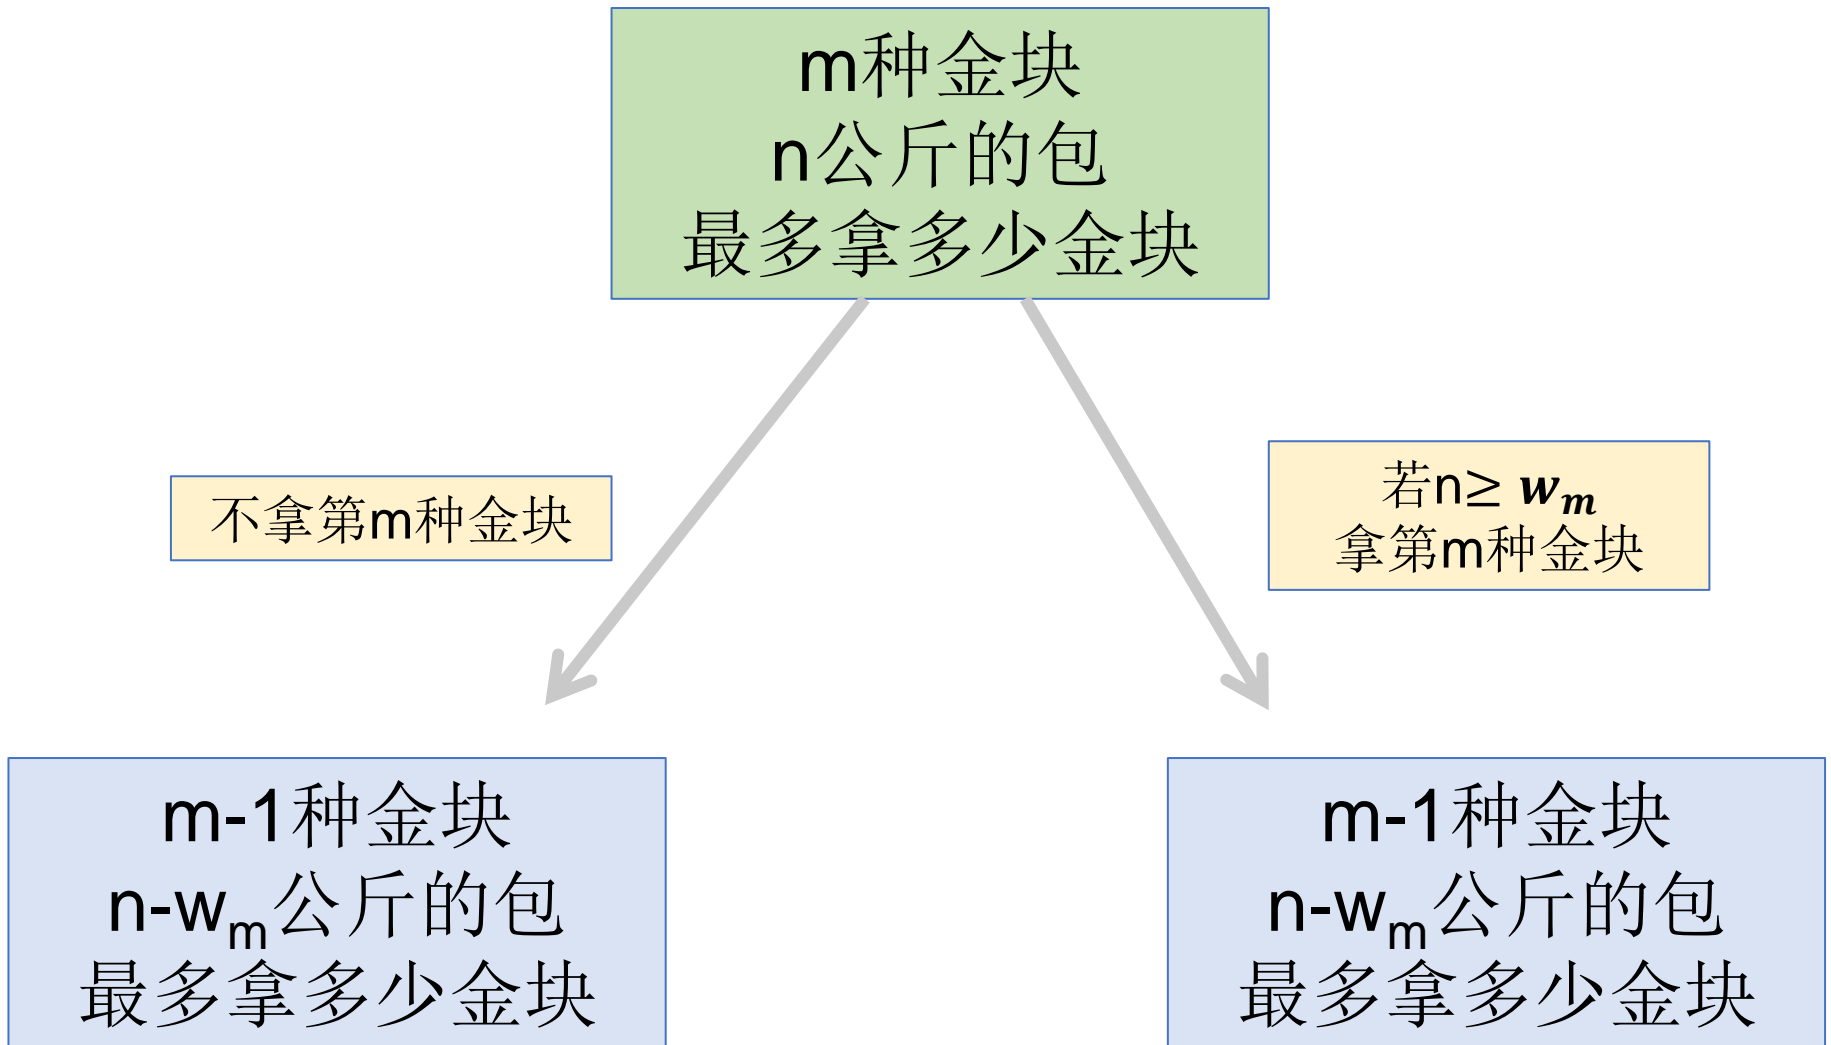 m种金块
n公斤的包
最多拿多少金块
不拿第m种金块
若n≥ wₘ
拿第m种金块
m-1种金块
n-wₘ公斤的包
最多拿多少金块
m-1种金块
n-wₘ公斤的包
最多拿多少金块